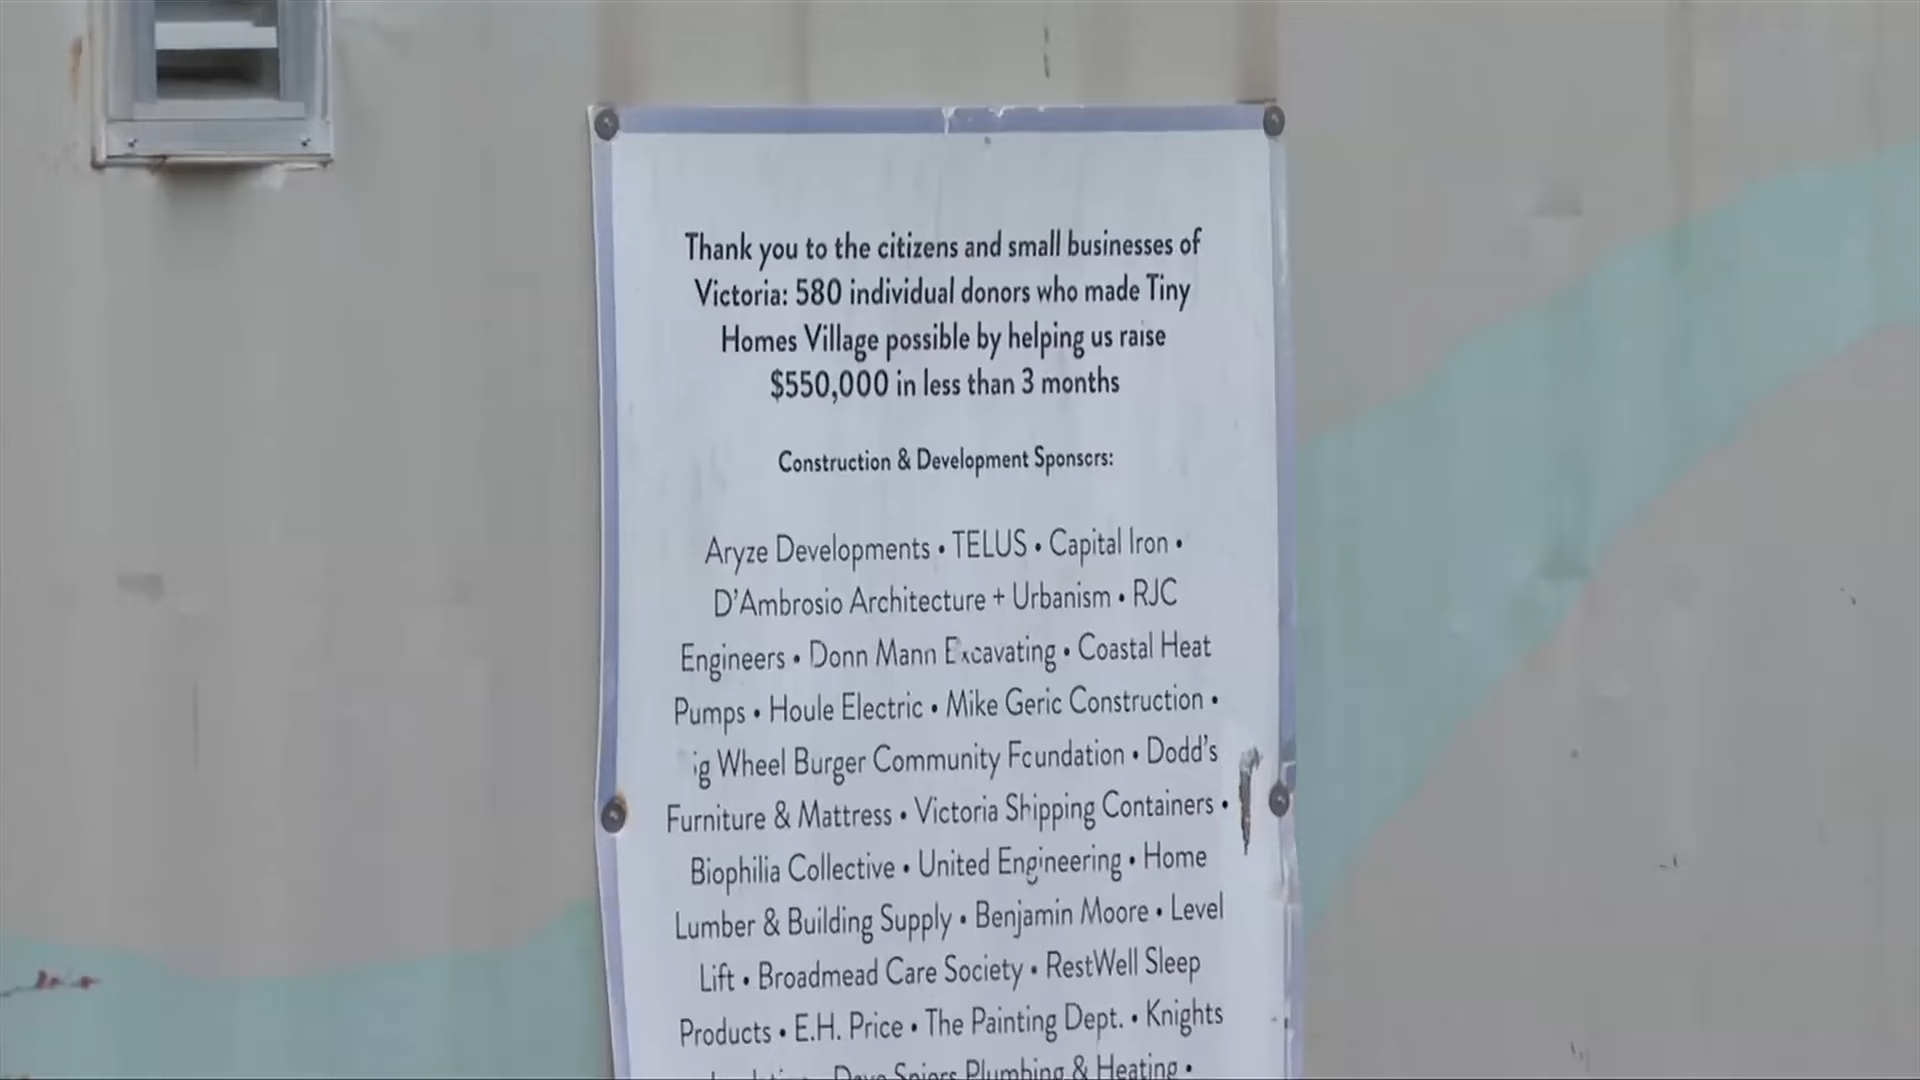 Thank you to the citizens and small businesses of
Victoria: 580 individual donors who made Tiny
Homes Village possible by helping us raise
$550,000 in less than 3 months
Construction & Development Sponsors:
Aryze Developments • TELUS • Capital Iron •
D'Ambrosio Architecture + Urbanism • RJC
Engineers • Donn Mann Excavating • Coastal Heat
Pumps • Houle Electric • Mike Geric Construction •
ig Wheel Burger Community Foundation • Dodd's
Furniture & Mattress • Victoria Shipping Containers •
Biophilia Collective • United Engineering • Home
Lumber & Building Supply • Benjamin Moore • Level
Lift • Broadmead Care Society • RestWell Sleep
Products • E.H. Price • The Painting Dept. • Knights
Plumbing & Heating •